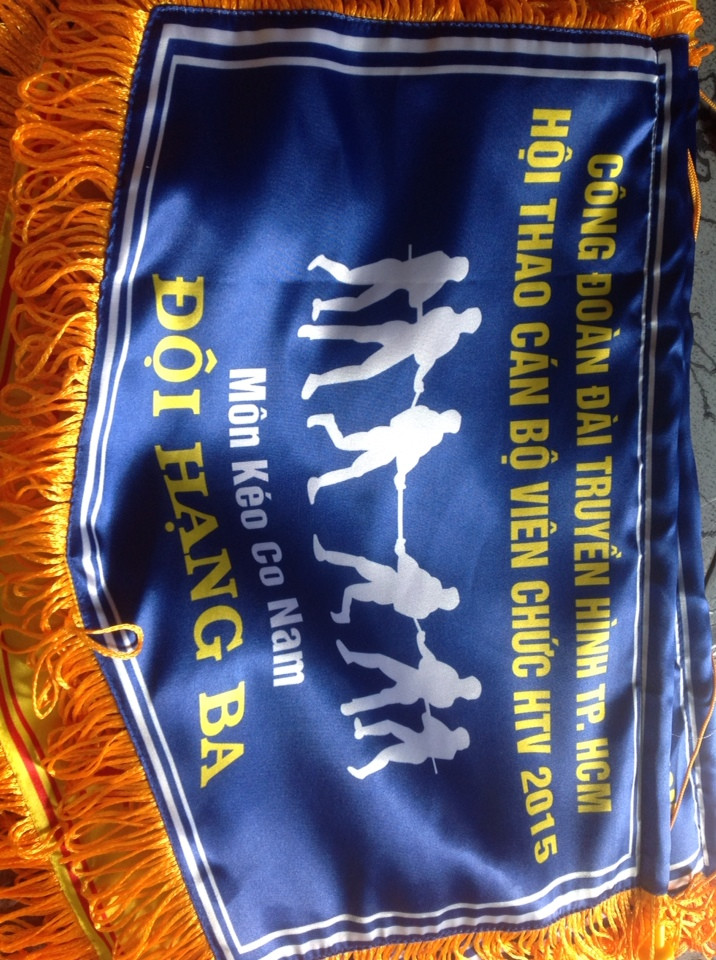 CÔNG ĐOÀN ĐÀI TRUYỀN HÌNH TP. HCM
HỘI THAO CÁN BỘ VIÊN CHỨC HTV 2015
Môn Kéo Co Nam
ĐỘI HẠNG BA